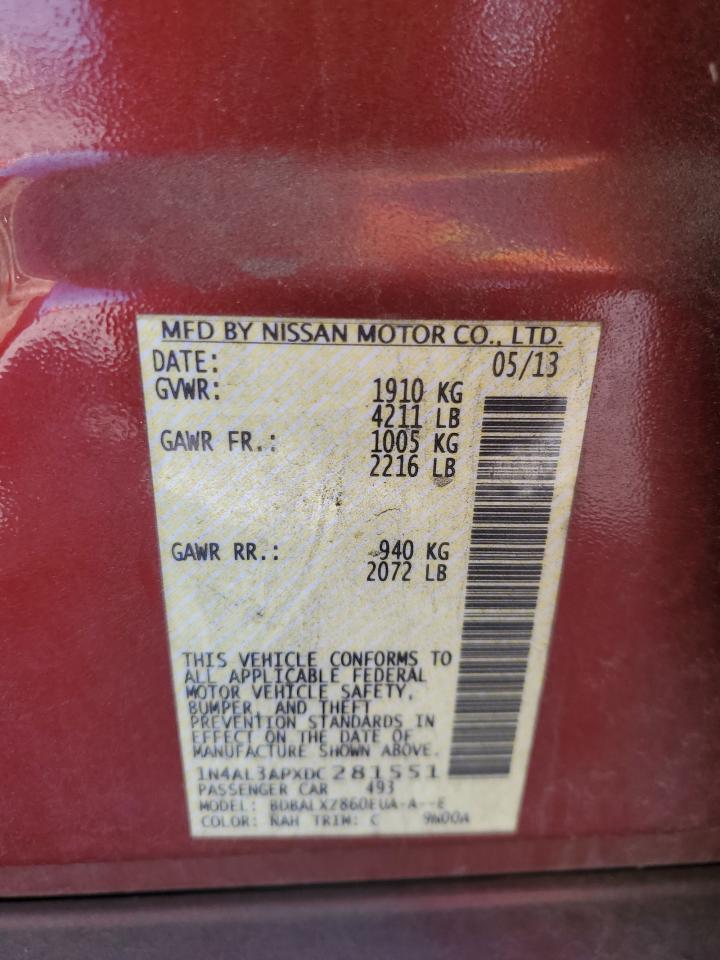 MFD BY NISSAN MOTOR CO., LTD.
DATE: 05/13
GVWR: 1910 KG
4211 LB
GAWR FR.: 1005 KG
2216 LB
GAWR RR.: 940 KG
2072 LB
THIS VEHICLE CONFORMS TO
ALL APPLICABLE FEDERAL
MOTOR VEHICLE SAFETY,
BUMPER, AND THEFT
PREVENTION STANDARDS IN
EFFECT ON THE DATE OF
MANUFACTURE SHOWN ABOVE.
1N4AL3APXDC281551
PASSENGER CAR 493
MODEL: BDBALXZ860EUA-A--E
COLOR: NAH TRIM: C 9N00A